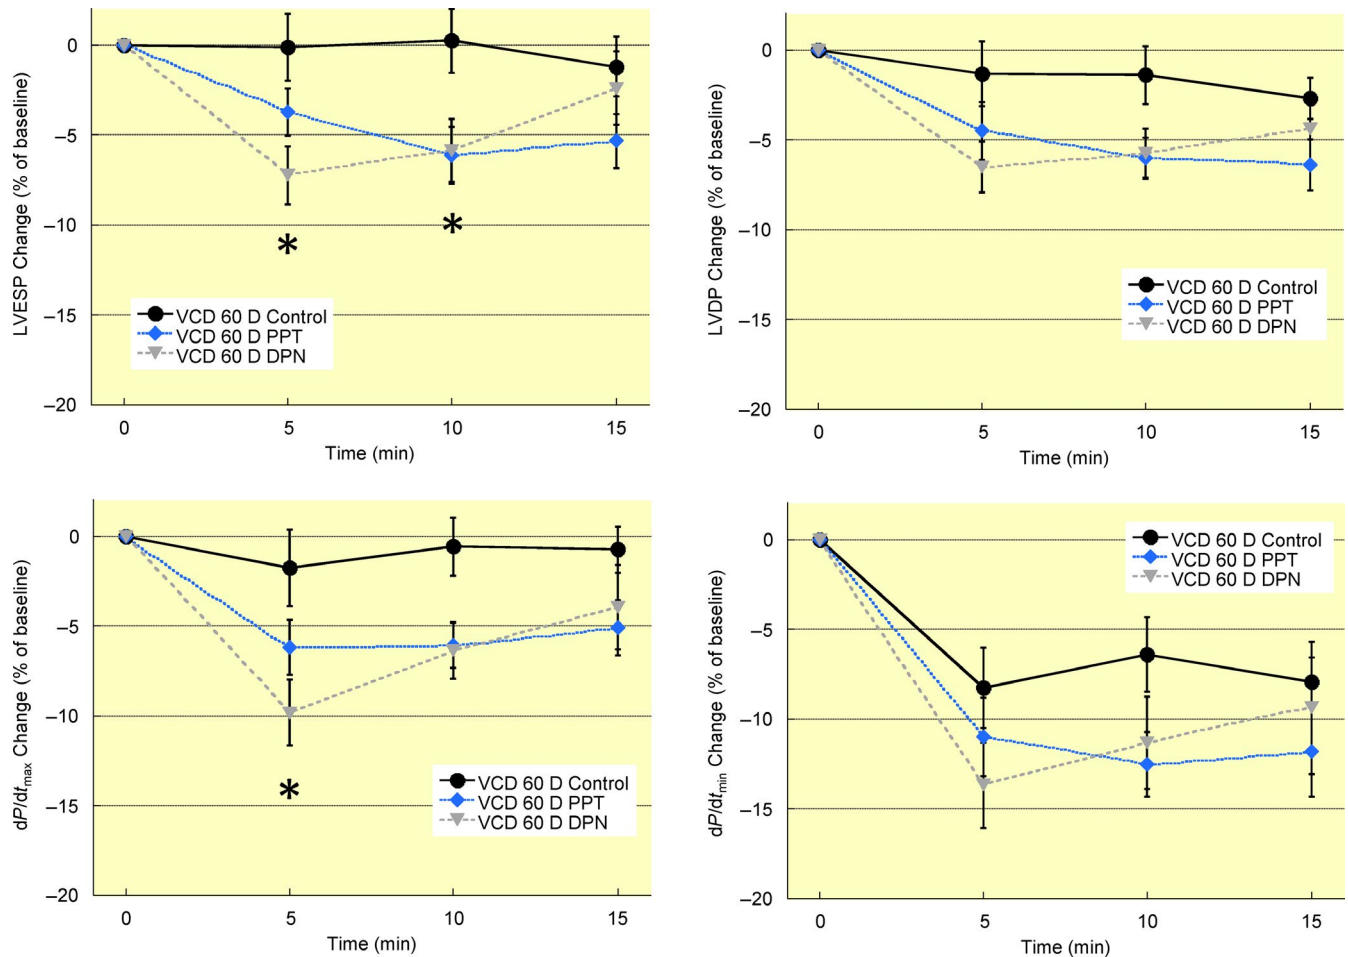 LVESP Change (% of baseline)
0
–5
–10
–15
–20
*
*
VCD 60 D Control
VCD 60 D PPT
VCD 60 D DPN
0 5 10 15
Time (min)
LVDP Change (% of baseline)
0
–5
–10
–15
–20
VCD 60 D Control
VCD 60 D PPT
VCD 60 D DPN
0 5 10 15
Time (min)
dP/dtmax Change (% of baseline)
0
–5
–10
–15
–20
*
VCD 60 D Control
VCD 60 D PPT
VCD 60 D DPN
0 5 10 15
Time (min)
dP/dtmin Change (% of baseline)
0
–5
–10
–15
–20
VCD 60 D Control
VCD 60 D PPT
VCD 60 D DPN
0 5 10 15
Time (min)